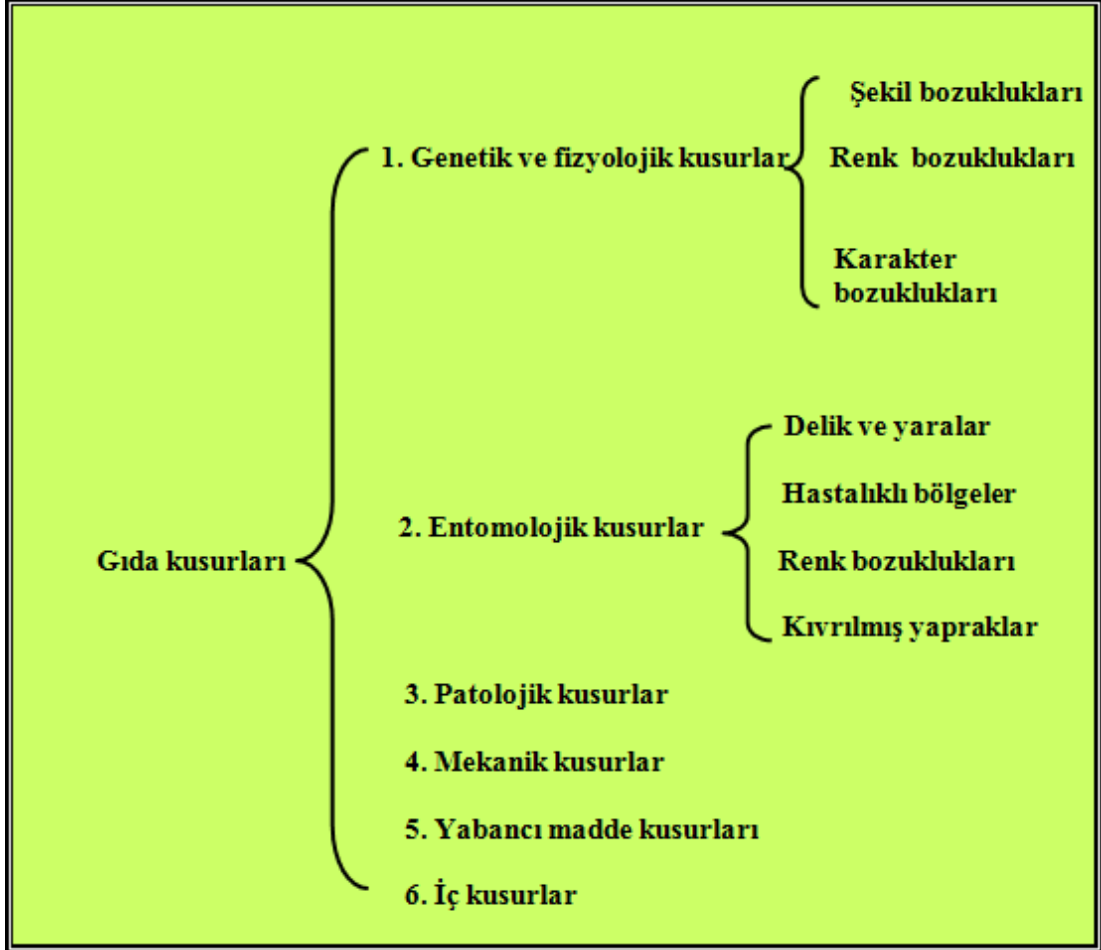 Gıda kusurları
1. Genetik ve fizyolojik kusurlar
Şekil bozuklukları
Renk bozuklukları
Karakter
bozuklukları
2. Entomolojik kusurlar
Delik ve yaralar
Hastalıklı bölgeler
Renk bozuklukları
Kıvrılmış yapraklar
3. Patolojik kusurlar
4. Mekanik kusurlar
5. Yabancı madde kusurları
6. İç kusurlar